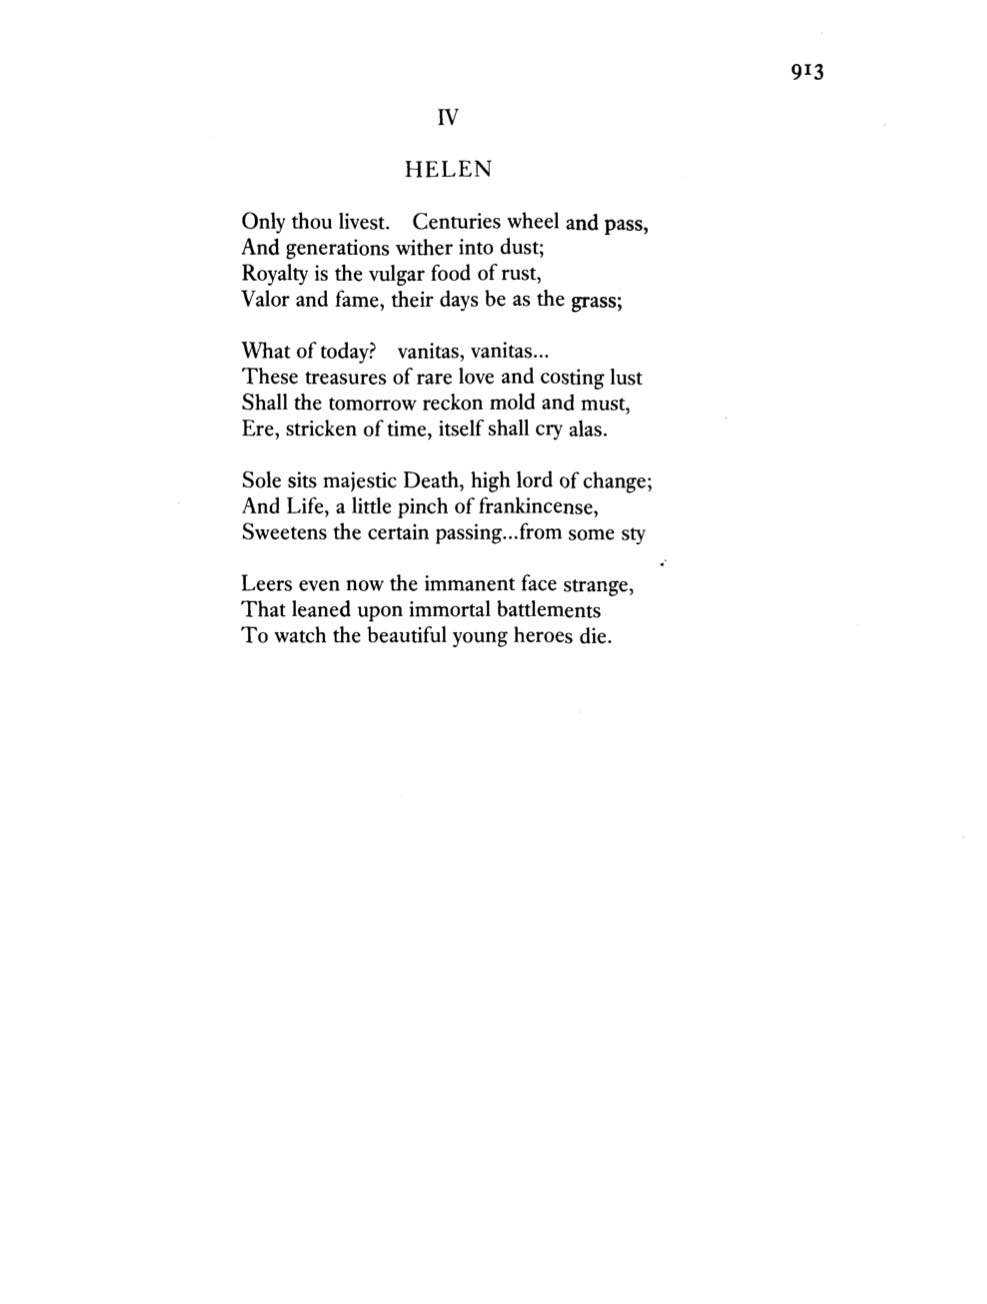 913
IV
HELEN
Only thou livest.   Centuries wheel and pass,
And generations wither into dust;
Royalty is the vulgar food of rust,
Valor and fame, their days be as the grass;
What of today?   vanitas, vanitas...
These treasures of rare love and costing lust
Shall the tomorrow reckon mold and must,
Ere, stricken of time, itself shall cry alas.
Sole sits majestic Death, high lord of change;
And Life, a little pinch of frankincense,
Sweetens the certain passing...from some sty
Leers even now the immanent face strange,
That leaned upon immortal battlements
To watch the beautiful young heroes die.